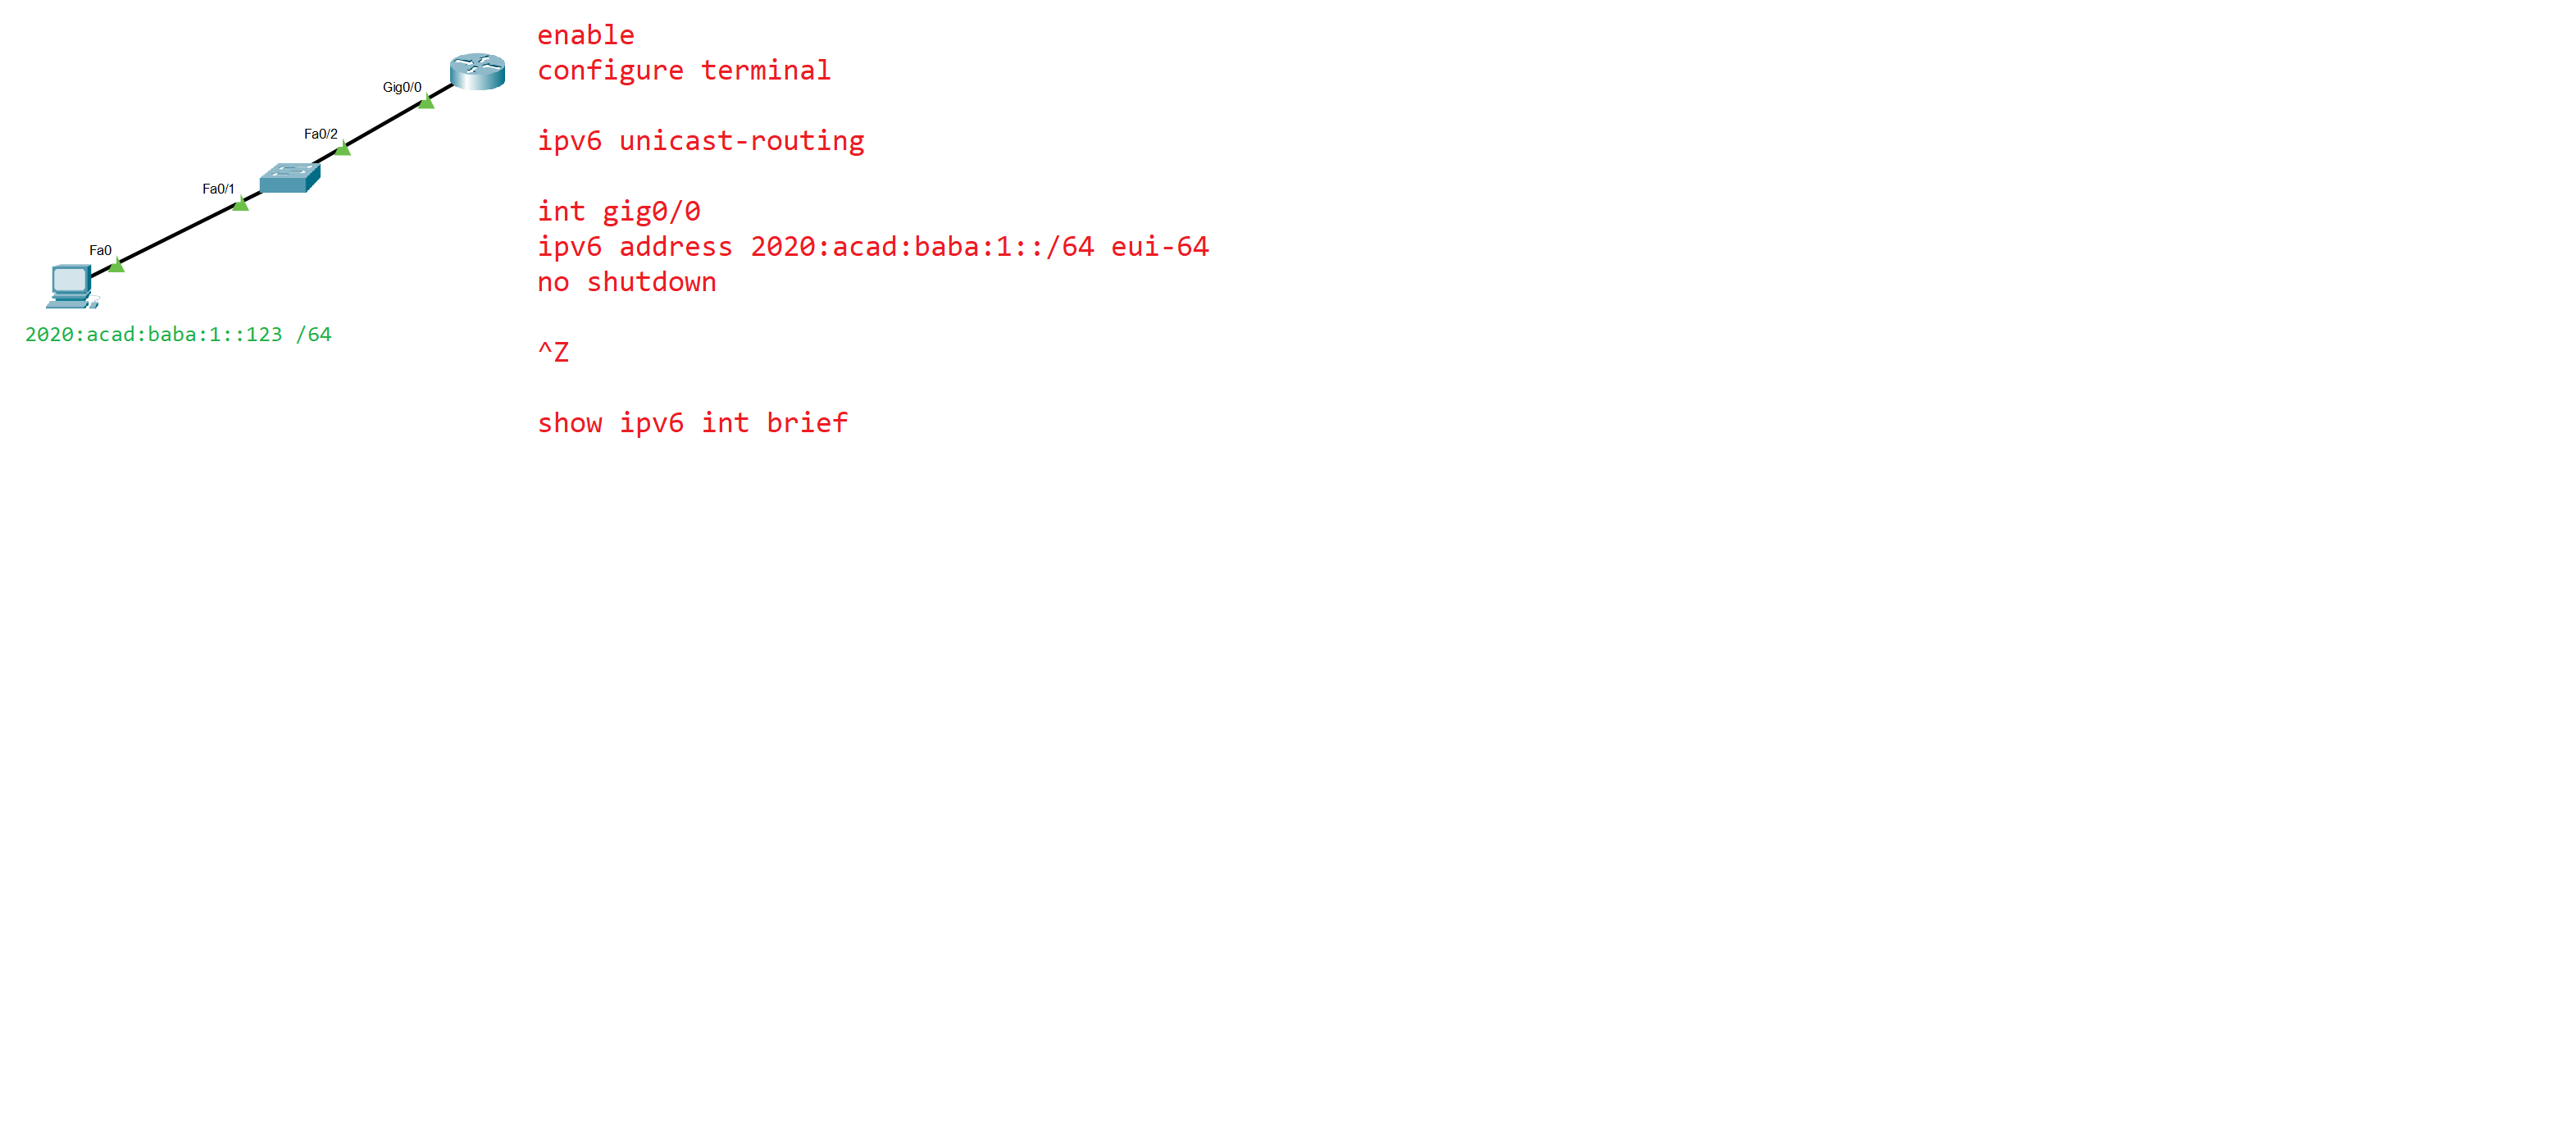 enable
configure terminal
ipv6 unicast-routing
int gig0/0
ipv6 address 2020:acad:baba:1::/64 eui-64
no shutdown
^Z
show ipv6 int brief
Gig0/0
Fa0/2
Fa0/1
Fa0
2020:acad:baba:1::123 /64